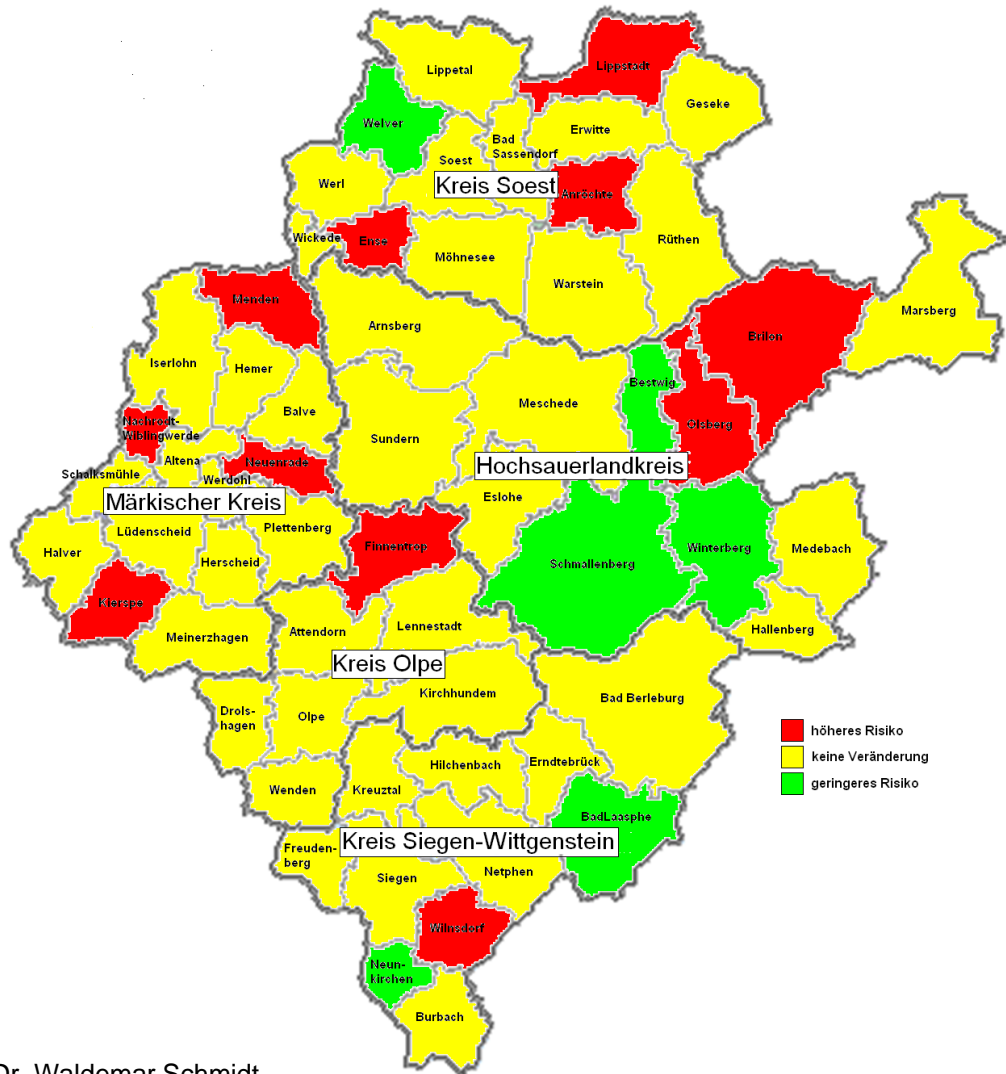 Lippetal
Lippstadt
Geseke
Welver
Erwitte
Bad
Sassendorf
Soest
Werl
Kreis Soest
Anröchte
Wickede
Ense
Möhnesee
Rüthen
Warstein
Menden
Arnsberg
Marsberg
Brilon
Iserlohn
Hemer
Bestwig
Meschede
Balve
Olsberg
Nachrodt-
Wiblingwerde
Sundern
Altena
Neuenrade
Hochsauerlandkreis
Schalksmühle
Werdohl
Märkischer Kreis
Eslohe
Lüdenscheid
Plettenberg
Halver
Finnentrop
Winterberg
Medebach
Herscheid
Schmallenberg
Kierspe
Meinerzhagen
Attendorn
Lennestadt
Hallenberg
Kreis Olpe
Kirchhundem
Bad Berleburg
Drols-
hagen
Olpe
höheres Risiko
keine Veränderung
geringeres Risiko
Hilchenbach
Erndtebrück
Wenden
Kreuztal
BadLaasphe
Kreis Siegen-Wittgenstein
Freuden-
berg
Siegen
Netphen
Wilnsdorf
Neun-
kirchen
Burbach
Dr. Waldemar Schmidt